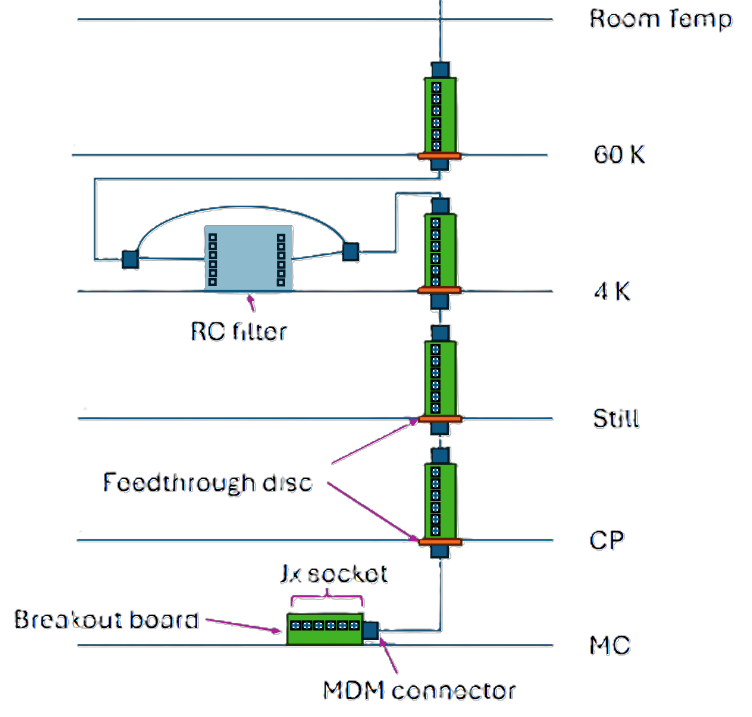 Room Temp
60 K
4 K
RC filter
Still
Feedthrough disc
CP
Jx socket
Breakout board
MC
MDM connector